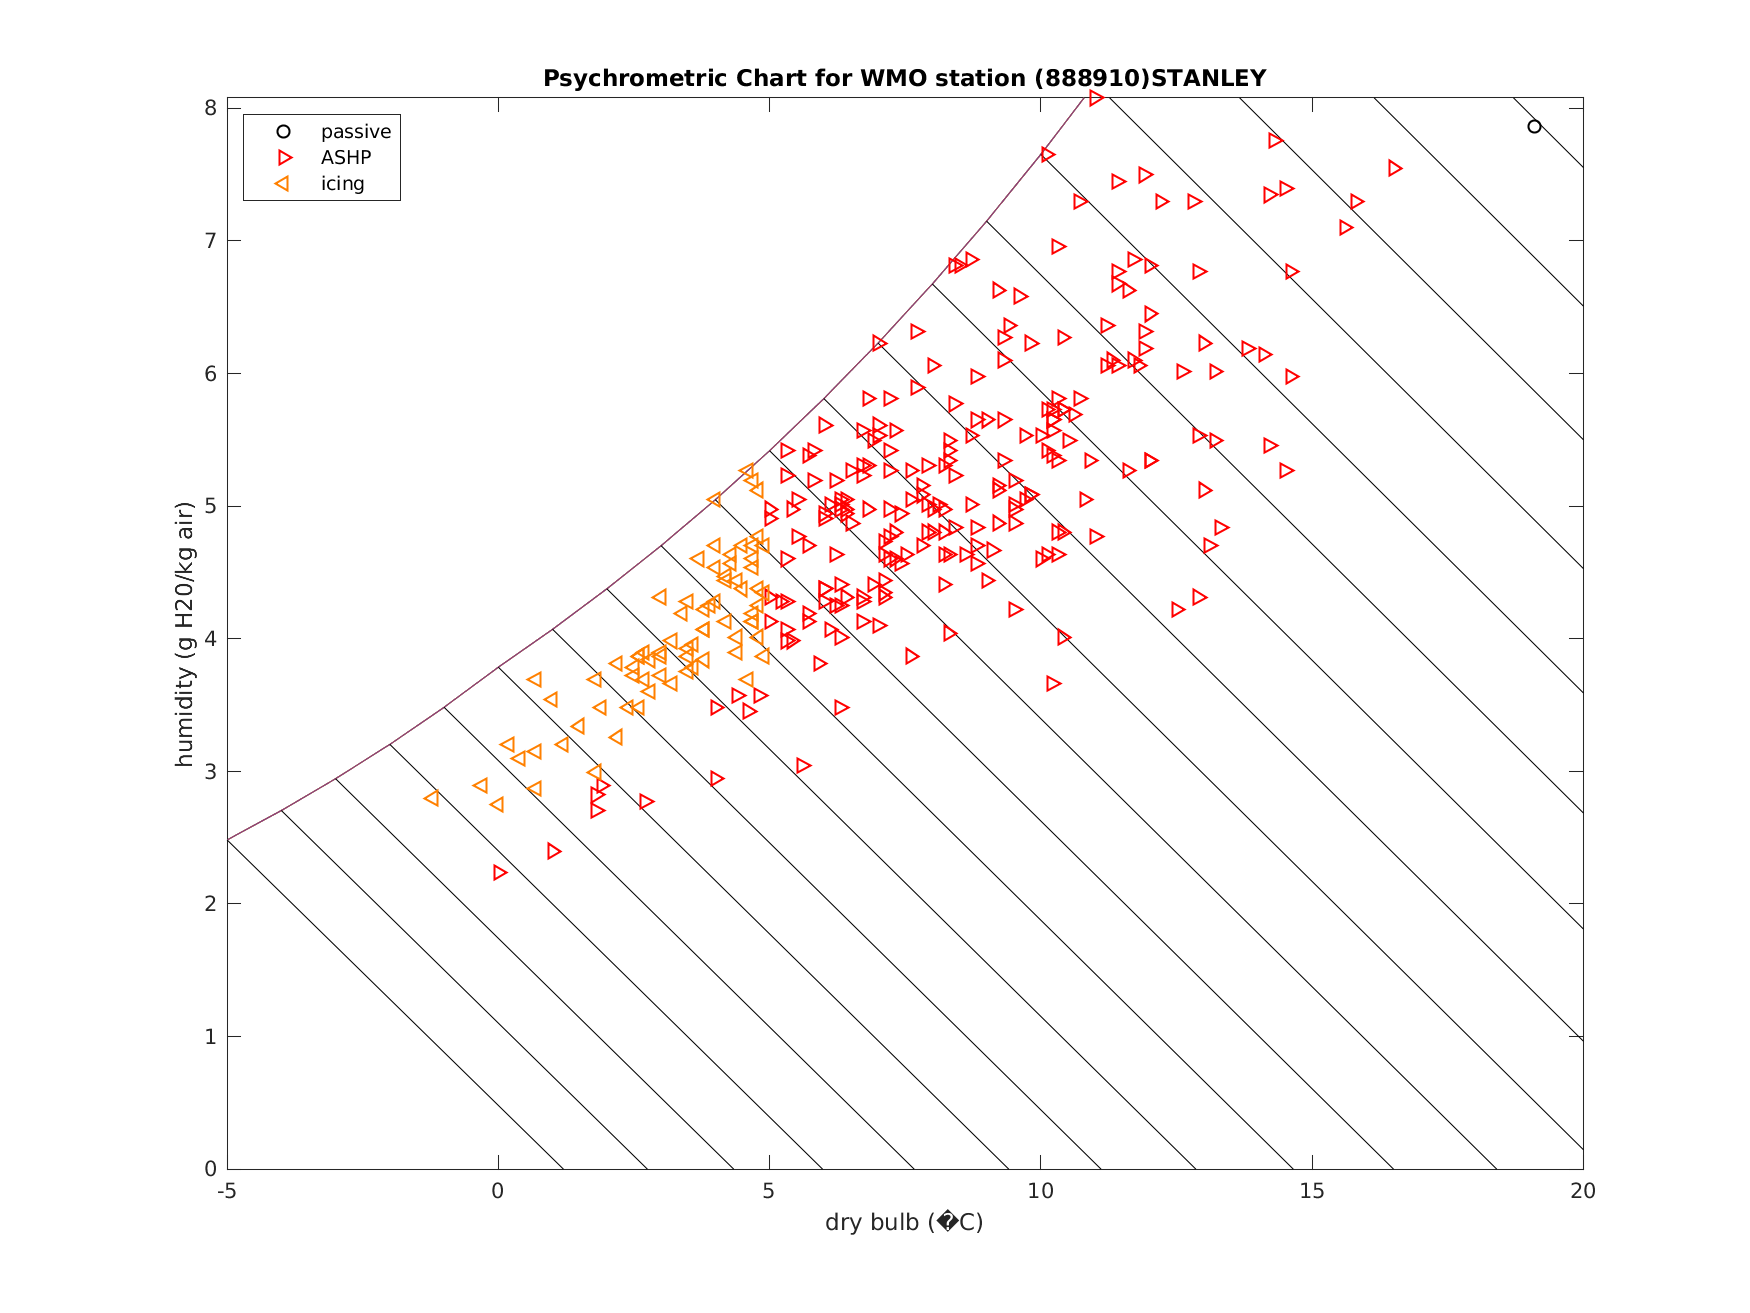 Psychrometric Chart for WMO station (888910)STANLEY
passive
ASHP
icing
humidity (g H20/kg air)
8
7
6
5
4
3
2
1
0
-5 0 5 10 15 20
dry bulb (�C)